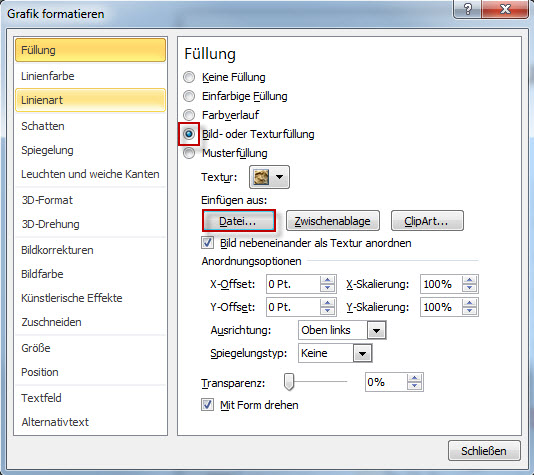 Grafik formatieren
Füllung
Linienfarbe
Linienart
Schatten
Spiegelung
Leuchten und weiche Kanten
3D-Format
3D-Drehung
Bildkorrekturen
Bildfarbe
Künstlerische Effekte
Zuschneiden
Größe
Position
Textfeld
Alternativtext
Füllung
Keine Füllung
Einfarbige Füllung
Farbverlauf
Bild- oder Texturfüllung
Musterfüllung
Textur:
Einfügen aus:
Datei... Zwischenablage ClipArt...
Bild nebeneinander als Textur anordnen
Anordnungsoptionen
X-Offset: 0 Pt. X-Skalierung: 100%
Y-Offset: 0 Pt. Y-Skalierung: 100%
Ausrichtung: Oben links
Spiegelungstyp: Keine
Transparenz: 0%
Mit Form drehen
Schließen